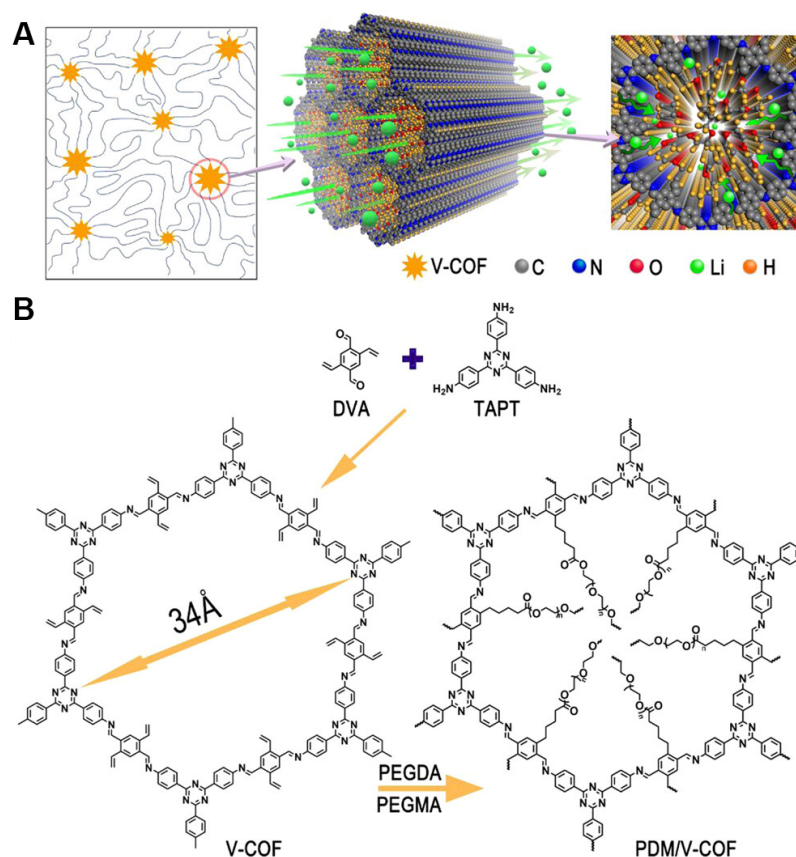 A
V-COF C N O Li H
B
NH₂
O
O
DVA
+
H₂N
N
N
N
NH₂
TAPT
34Å
V-COF
PEGDA
PEGMA
PDM/V-COF